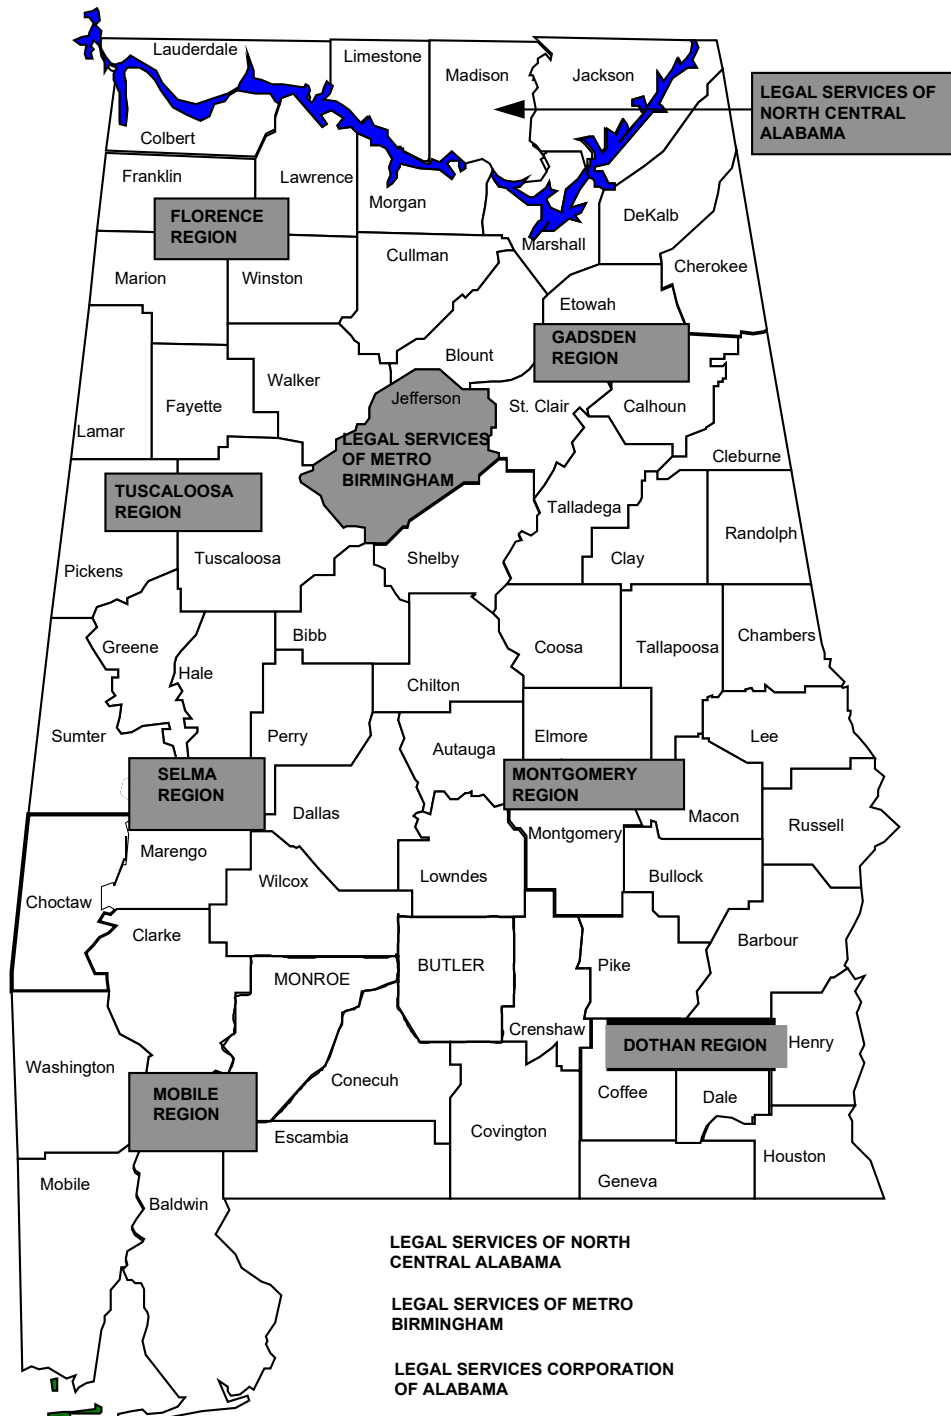 Lauderdale
Limestone
Madison
Jackson
LEGAL SERVICES OF
NORTH CENTRAL
ALABAMA
Colbert
Franklin
Lawrence
Morgan
DeKalb
FLORENCE
REGION
Marshall
Cullman
Cherokee
Marion
Winston
Etowah
GADSDEN
REGION
Blount
Walker
Jefferson
St. Clair
Calhoun
Fayette
Lamar
LEGAL SERVICES
OF METRO
BIRMINGHAM
Cleburne
TUSCALOOSA
REGION
Talladega
Randolph
Pickens
Tuscaloosa
Shelby
Clay
Greene
Bibb
Coosa
Tallapoosa
Chambers
Hale
Chilton
Sumter
Perry
Autauga
Elmore
Lee
SELMA
REGION
MONTGOMERY
REGION
Dallas
Macon
Russell
Marengo
Montgomery
Choctaw
Wilcox
Lowndes
Bullock
Clarke
Barbour
MONROE
BUTLER
Pike
Crenshaw
DOTHAN REGION
Henry
Washington
MOBILE
REGION
Conecuh
Coffee
Dale
Escambia
Covington
Houston
Mobile
Baldwin
Geneva
LEGAL SERVICES OF NORTH
CENTRAL ALABAMA
LEGAL SERVICES OF METRO
BIRMINGHAM
LEGAL SERVICES CORPORATION
OF ALABAMA